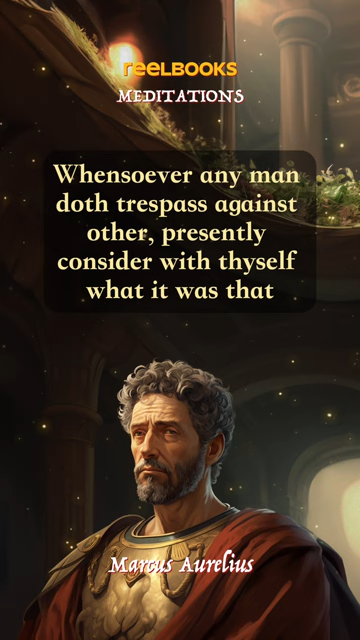 reelbooks
MEDITATIONS
Whensoever any man
doth trespass against
other, presently
consider with thyself
what it was that
Marcus Aurelius